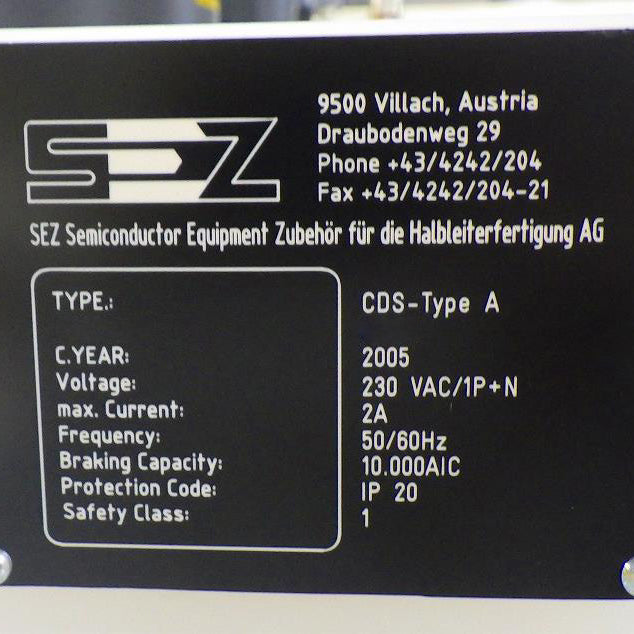 SEZ
9500 Villach, Austria
Draubodenweg 29
Phone +43/4242/204
Fax +43/4242/204-21
SEZ Semiconductor Equipment Zubehör für die Halbleiterfertigung AG
TYPE.: CDS-Type A
C.YEAR: 2005
Voltage: 230 VAC/1P+N
max. Current: 2A
Frequency: 50/60Hz
Braking Capacity: 10.000AIC
Protection Code: IP 20
Safety Class: 1